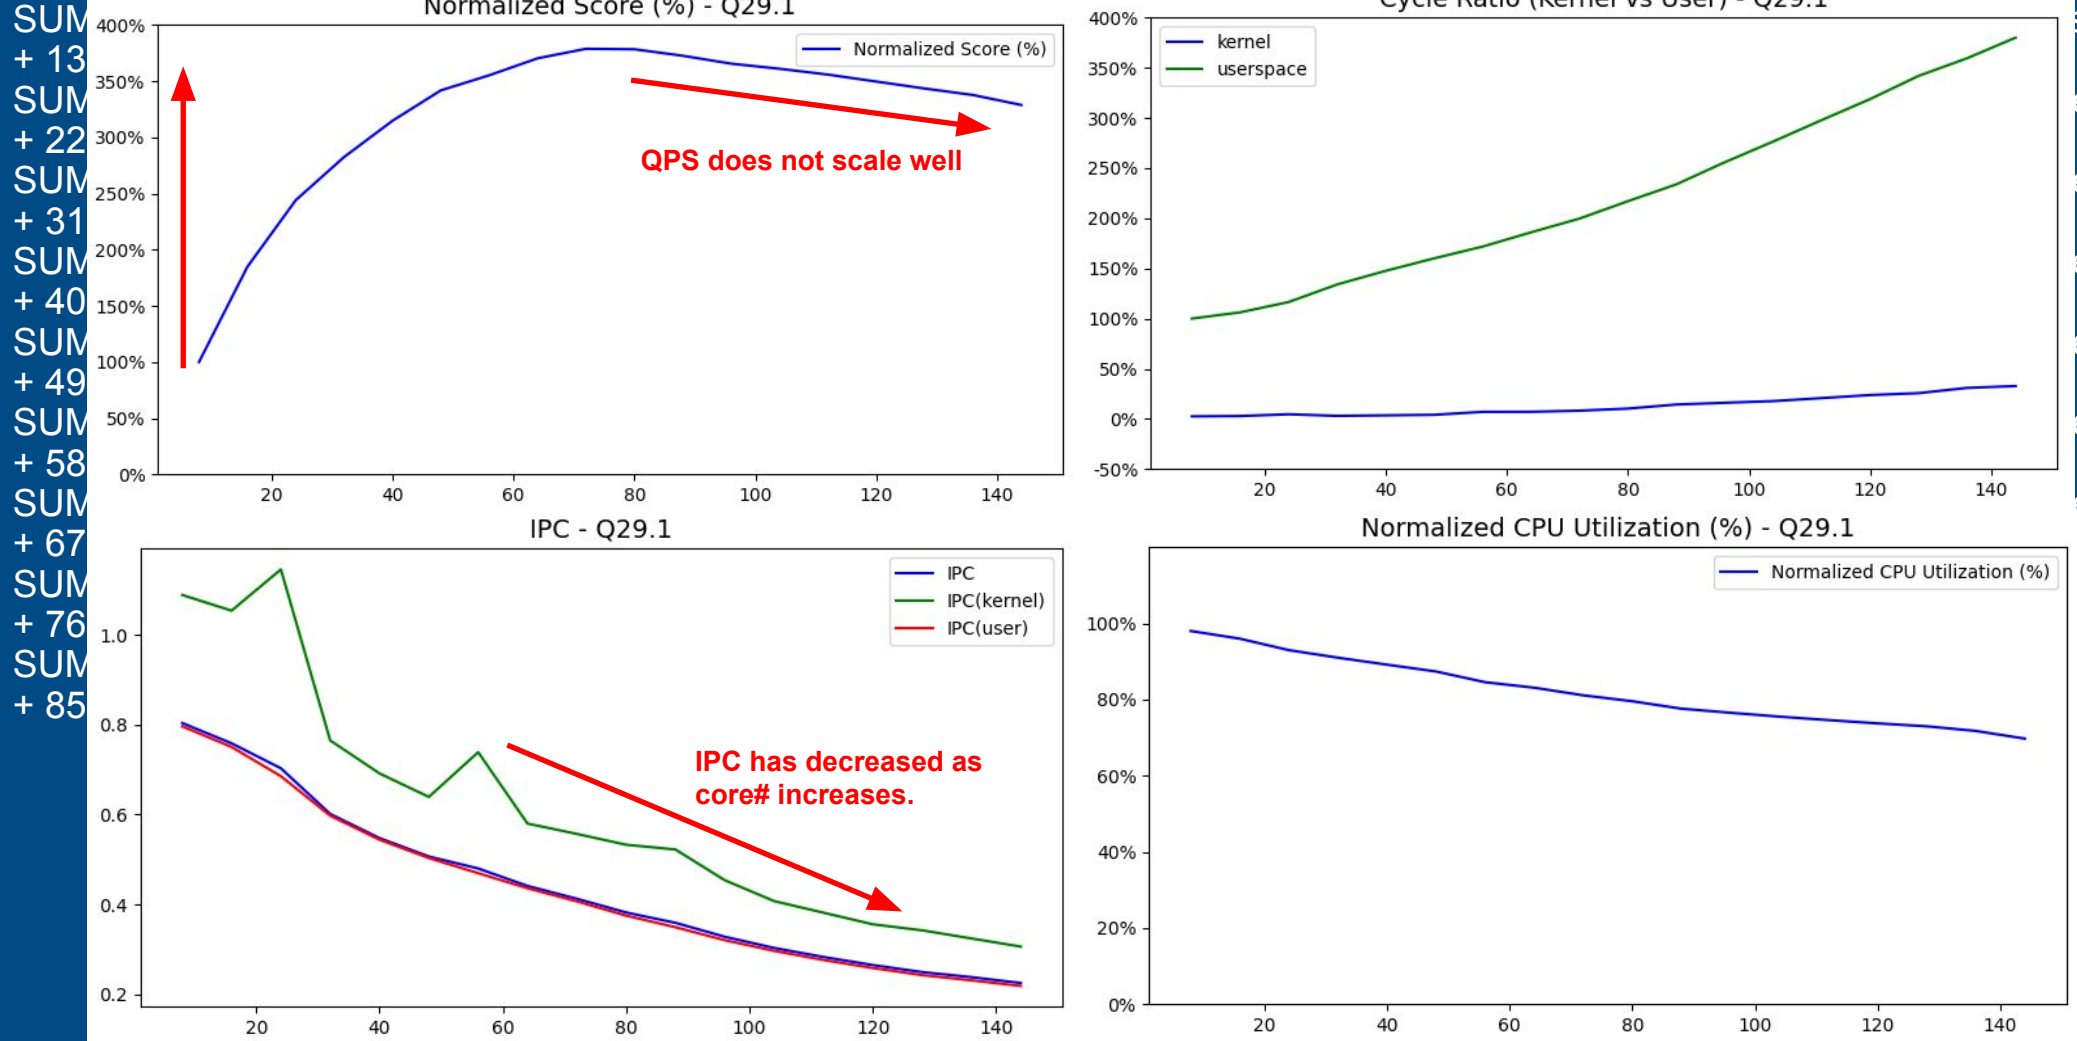 SUM
+ 13
SUM
+ 22
SUM
+ 31
SUM
+ 40
SUM
+ 49
SUM
+ 58
SUM
+ 67
SUM
+ 76
SUM
+ 85
Normalized Score (%) - Q29.1
400%
350%
300%
250%
200%
150%
100%
50%
0%
Normalized Score (%)
QPS does not scale well
20 40 60 80 100 120 140
Cycle Ratio (Kernel vs User) - Q29.1
400%
350%
300%
250%
200%
150%
100%
50%
0%
-50%
kernel
userspace
20 40 60 80 100 120 140
IPC - Q29.1
1.0
0.8
0.6
0.4
0.2
IPC
IPC(kernel)
IPC(user)
IPC has decreased as
core# increases.
20 40 60 80 100 120 140
Normalized CPU Utilization (%) - Q29.1
Normalized CPU Utilization (%)
100%
80%
60%
40%
20%
0%
20 40 60 80 100 120 140